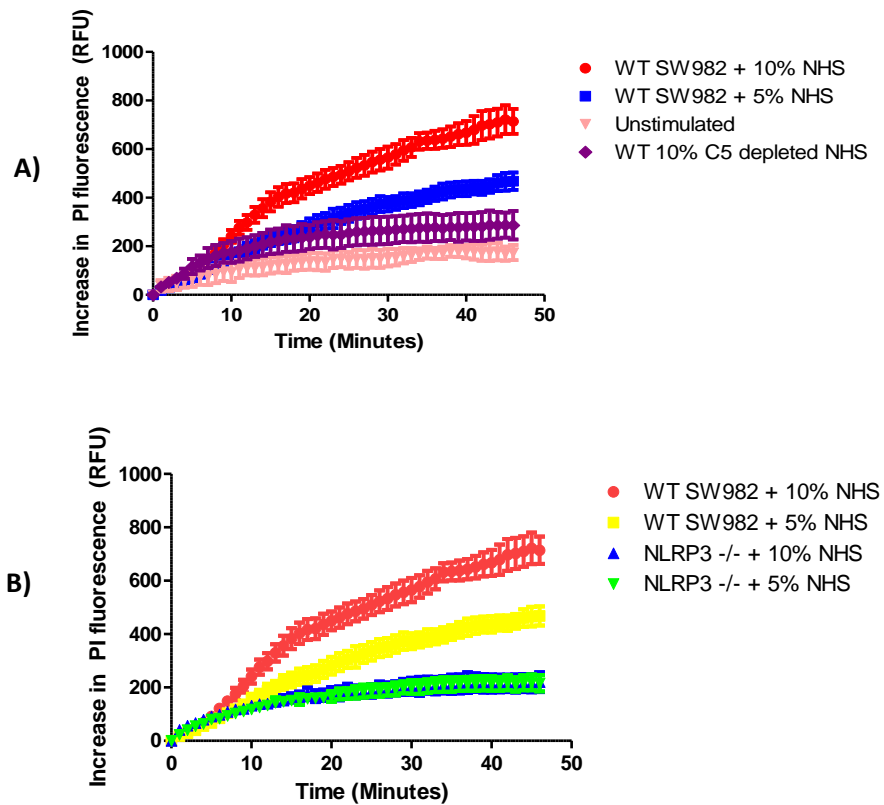 A)
Increase in PI fluorescence (RFU)
1000
800
600
400
200
0
0 10 20 30 40 50
Time (Minutes)
WT SW982 + 10% NHS
WT SW982 + 5% NHS
Unstimulated
WT 10% C5 depleted NHS
B)
Increase in PI fluorescence (RFU)
1000
800
600
400
200
0
0 10 20 30 40 50
Time (Minutes)
WT SW982 + 10% NHS
WT SW982 + 5% NHS
NLRP3 -/- + 10% NHS
NLRP3 -/- + 5% NHS